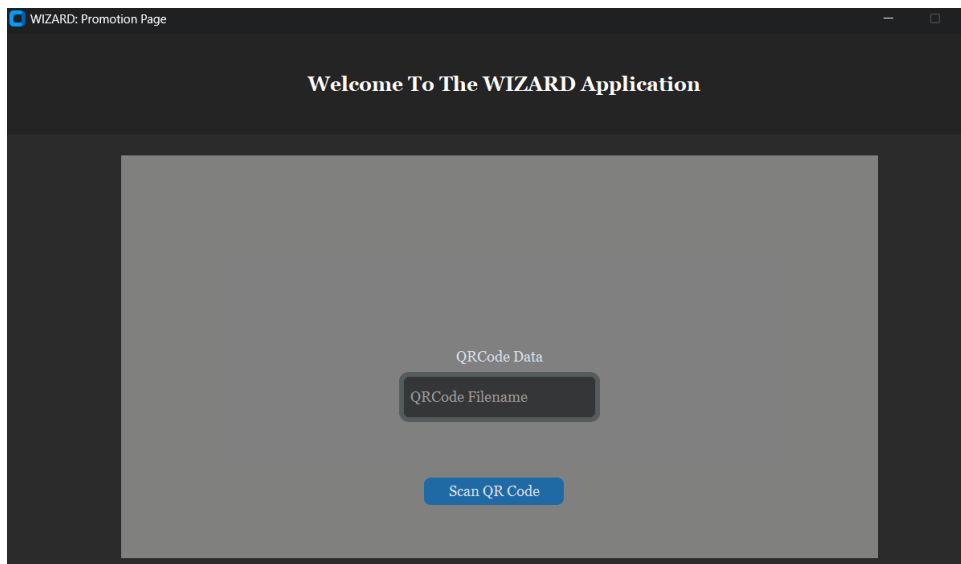 WIZARD: Promotion Page
Welcome To The WIZARD Application
QRCode Data
QRCode Filename
Scan QR Code